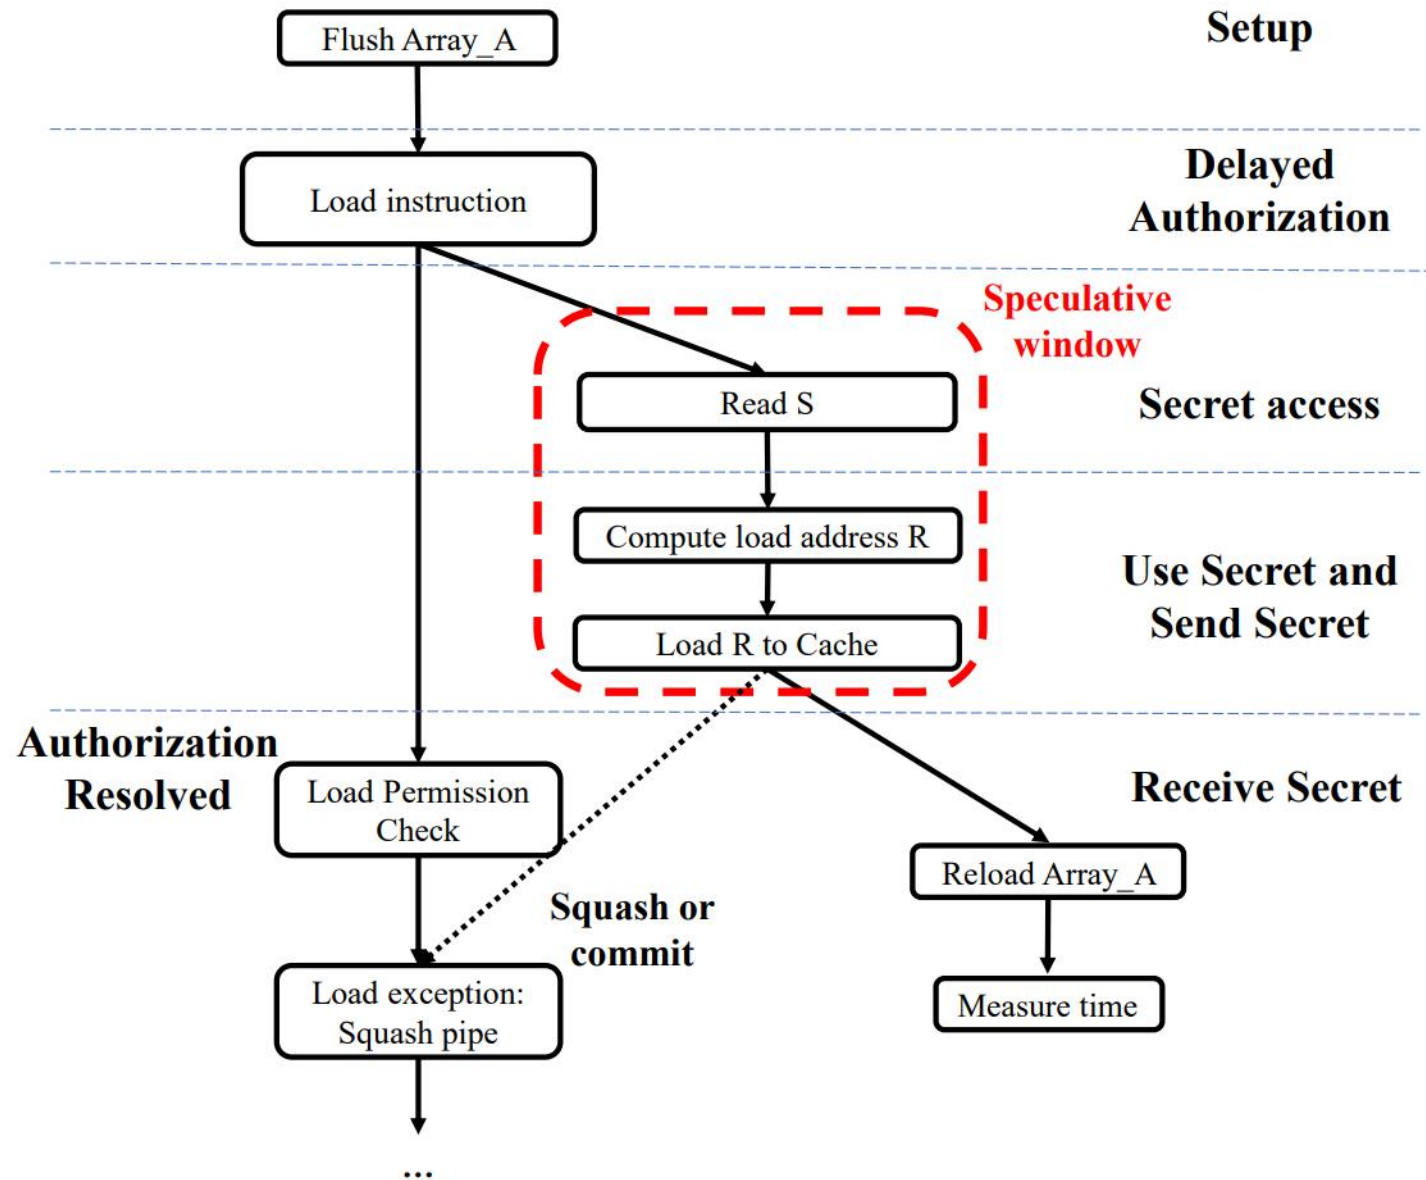 Flush Array_A
Setup
Load instruction
Delayed
Authorization
Speculative
window
Read S
Secret access
Compute load address R
Load R to Cache
Use Secret and
Send Secret
Authorization
Resolved
Load Permission
Check
Receive Secret
Reload Array_A
Squash or
commit
Load exception:
Squash pipe
Measure time
...